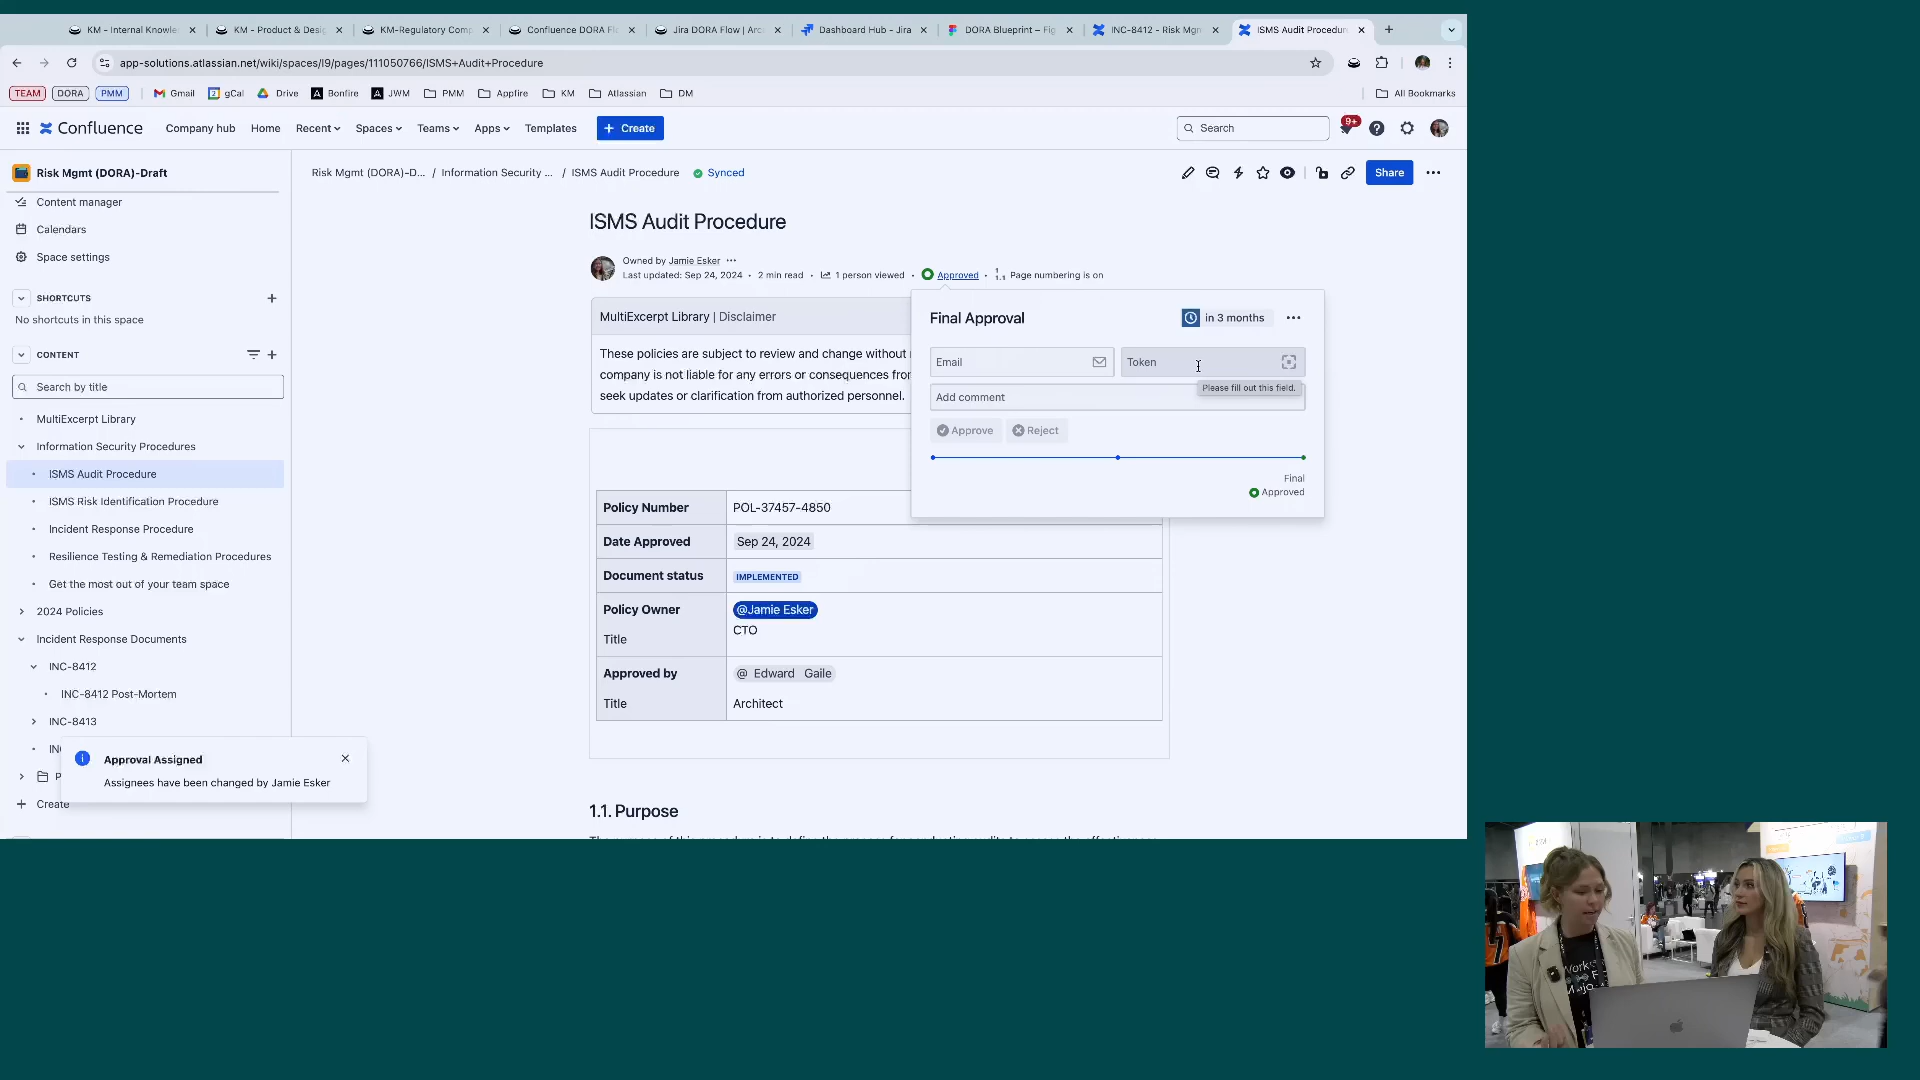 KM - Internal Knowle
KM - Product & Desig
KM-Regulatory Comp
Confluence DORA Fl
Jira DORA Flow | Arc
Dashboard Hub - Jira
DORA Blueprint – Fig
INC-8412 - Risk Mgm
ISMS Audit Procedure
app-solutions.atlassian.net/wiki/spaces/I9/pages/111050766/ISMS+Audit+Procedure
TEAM DORA PMM Gmail gCal Drive Bonfire JWM PMM Appfire KM Atlassian DM All Bookmarks
Confluence Company hub Home Recent Spaces Teams Apps Templates + Create Search 9+
Risk Mgmt (DORA)-Draft
Content manager
Calendars
Space settings
SHORTCUTS
No shortcuts in this space
CONTENT
Search by title
MultiExcerpt Library
Information Security Procedures
ISMS Audit Procedure
ISMS Risk Identification Procedure
Incident Response Procedure
Resilience Testing & Remediation Procedures
Get the most out of your team space
2024 Policies
Incident Response Documents
INC-8412
INC-8412 Post-Mortem
INC-8413
IN
P
Create
Approval Assigned
Assignees have been changed by Jamie Esker
Risk Mgmt (DORA)-D... / Information Security ... / ISMS Audit Procedure Synced
Share
ISMS Audit Procedure
Owned by Jamie Esker
Last updated: Sep 24, 2024 • 2 min read • 1 person viewed • Approved • Page numbering is on
MultiExcerpt Library | Disclaimer
These policies are subject to review and change without
company is not liable for any errors or consequences fro
seek updates or clarification from authorized personnel.
Final Approval
in 3 months
Email
Token
Please fill out this field.
Add comment
Approve
Reject
Final
Approved
Policy Number POL-37457-4850
Date Approved Sep 24, 2024
Document status IMPLEMENTED
Policy Owner @Jamie Esker
Title CTO
Approved by @ Edward Gaile
Title Architect
1.1. Purpose